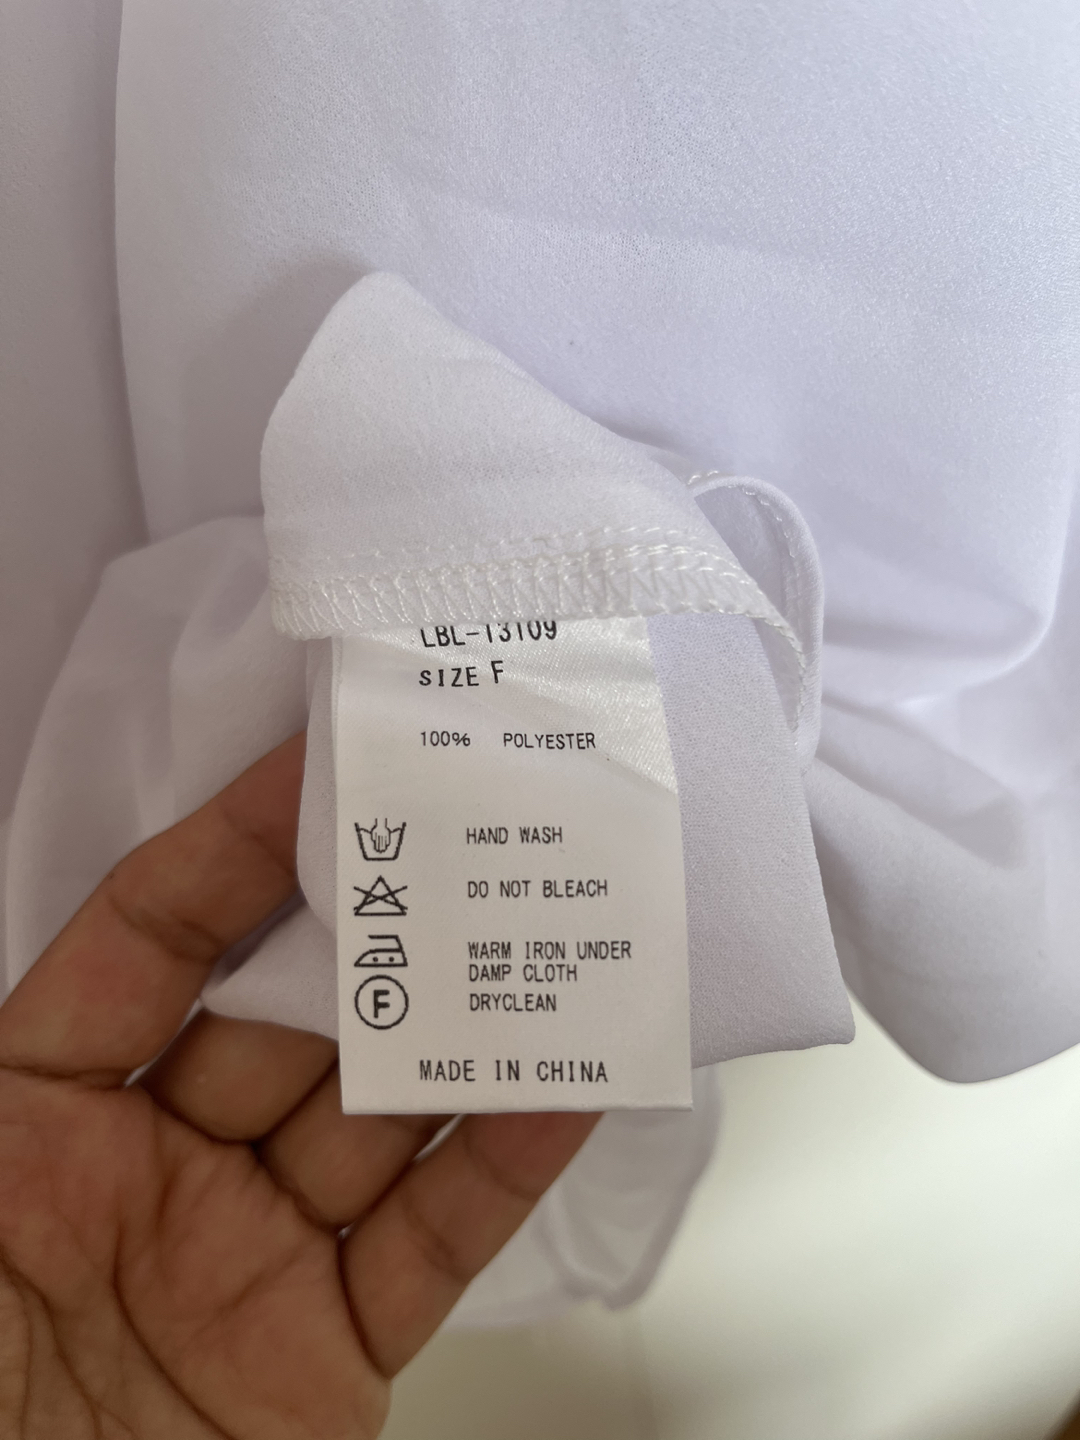 LBL-13109
SIZE F
100% POLYESTER
HAND WASH
DO NOT BLEACH
WARM IRON UNDER
DAMP CLOTH
F DRYCLEAN
MADE IN CHINA